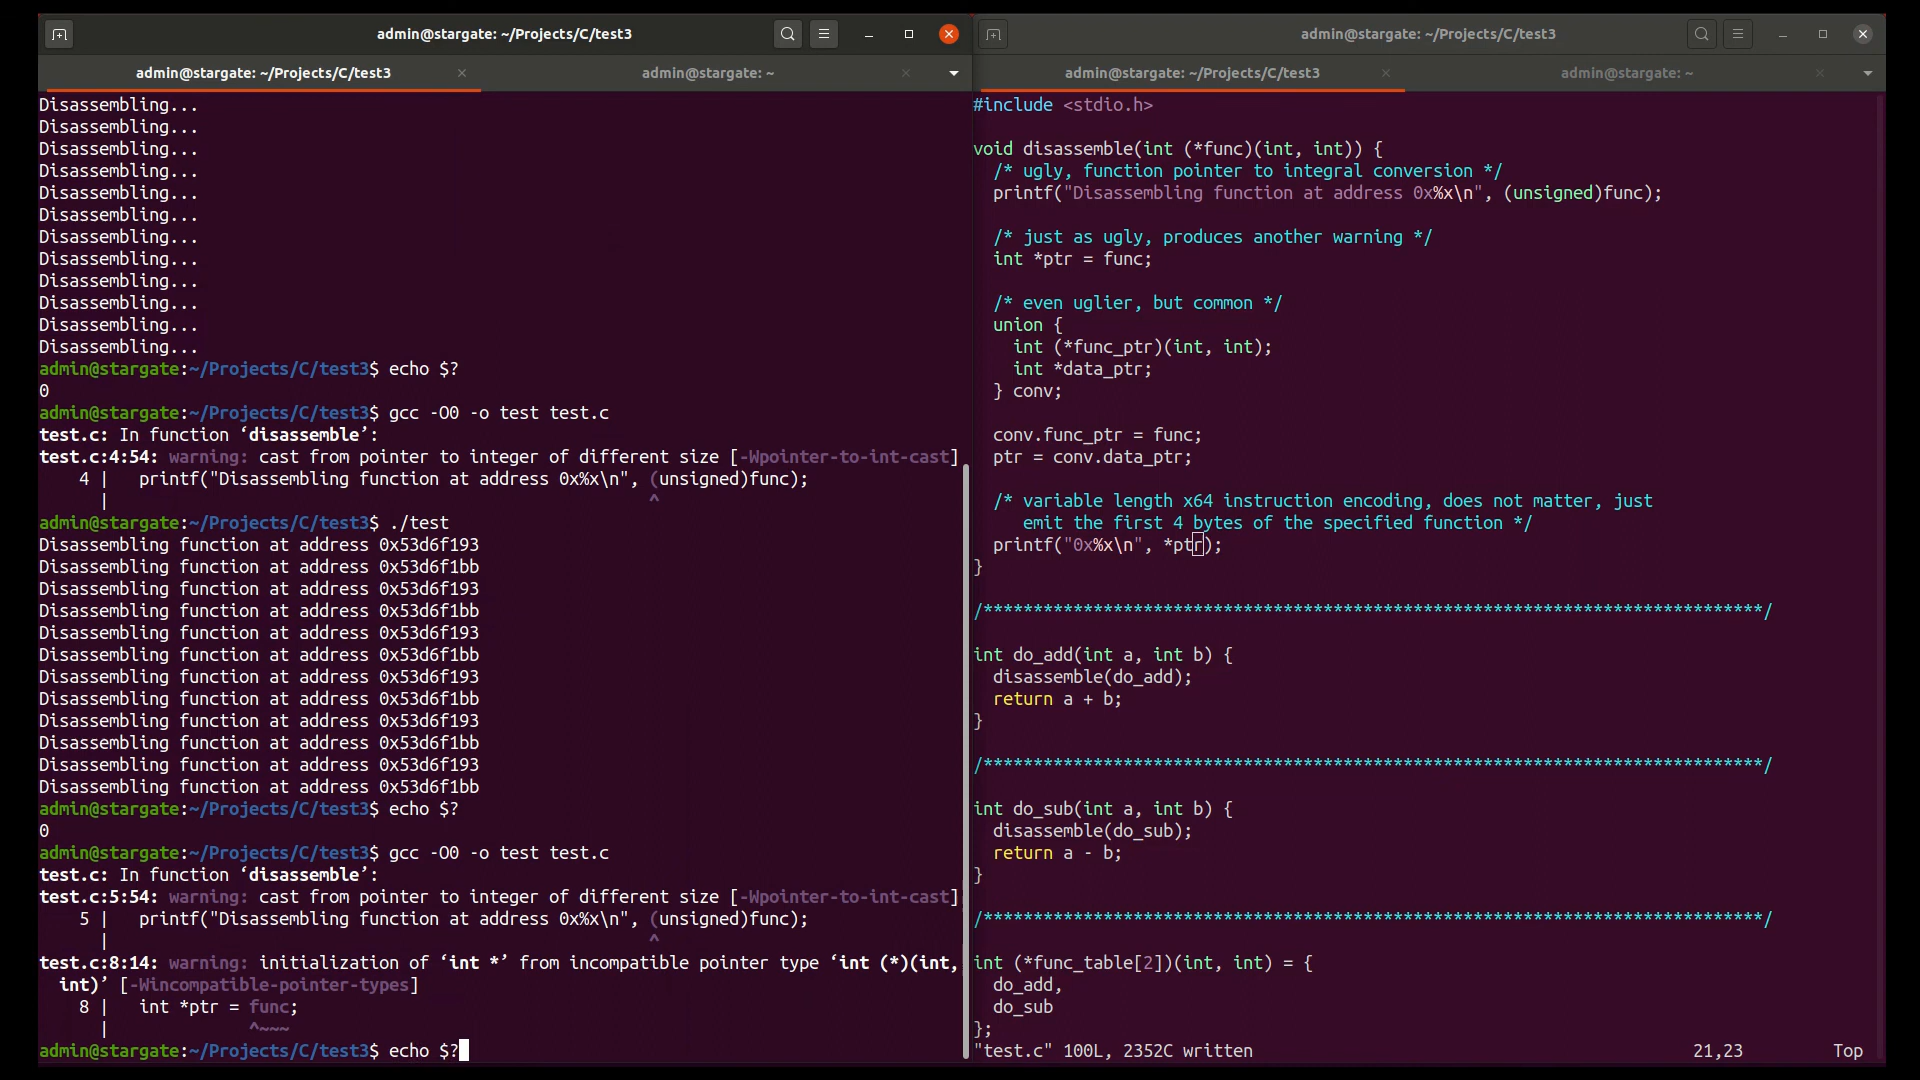 admin@stargate: ~/Projects/C/test3
admin@stargate: ~/Projects/C/test3
admin@stargate: ~
Disassembling...
Disassembling...
Disassembling...
Disassembling...
Disassembling...
Disassembling...
Disassembling...
Disassembling...
Disassembling...
Disassembling...
Disassembling...
Disassembling...
admin@stargate:~/Projects/C/test3$ echo $?
0
admin@stargate:~/Projects/C/test3$ gcc -O0 -o test test.c
test.c: In function ‘disassemble’:
test.c:4:54: warning: cast from pointer to integer of different size [-Wpointer-to-int-cast]
    4 |   printf("Disassembling function at address 0x%x\n", (unsigned)func);
      |                                                      ^
admin@stargate:~/Projects/C/test3$ ./test
Disassembling function at address 0x53d6f193
Disassembling function at address 0x53d6f1bb
Disassembling function at address 0x53d6f193
Disassembling function at address 0x53d6f1bb
Disassembling function at address 0x53d6f193
Disassembling function at address 0x53d6f1bb
Disassembling function at address 0x53d6f193
Disassembling function at address 0x53d6f1bb
Disassembling function at address 0x53d6f193
Disassembling function at address 0x53d6f1bb
Disassembling function at address 0x53d6f193
Disassembling function at address 0x53d6f1bb
admin@stargate:~/Projects/C/test3$ echo $?
0
admin@stargate:~/Projects/C/test3$ gcc -O0 -o test test.c
test.c: In function ‘disassemble’:
test.c:5:54: warning: cast from pointer to integer of different size [-Wpointer-to-int-cast]
    5 |   printf("Disassembling function at address 0x%x\n", (unsigned)func);
      |                                                      ^
test.c:8:14: warning: initialization of ‘int *’ from incompatible pointer type ‘int (*)(int,
  int)’ [-Wincompatible-pointer-types]
    8 |   int *ptr = func;
      |              ^~~~
admin@stargate:~/Projects/C/test3$ echo $?
admin@stargate: ~/Projects/C/test3
admin@stargate: ~/Projects/C/test3
admin@stargate: ~
#include <stdio.h>
void disassemble(int (*func)(int, int)) {
  /* ugly, function pointer to integral conversion */
  printf("Disassembling function at address 0x%x\n", (unsigned)func);
  /* just as ugly, produces another warning */
  int *ptr = func;
  /* even uglier, but common */
  union {
    int (*func_ptr)(int, int);
    int *data_ptr;
  } conv;
  conv.func_ptr = func;
  ptr = conv.data_ptr;
  /* variable length x64 instruction encoding, does not matter, just
     emit the first 4 bytes of the specified function */
  printf("0x%x\n", *ptr);
}
/******************************************************************************/
int do_add(int a, int b) {
  disassemble(do_add);
  return a + b;
}
/******************************************************************************/
int do_sub(int a, int b) {
  disassemble(do_sub);
  return a - b;
}
/******************************************************************************/
int (*func_table[2])(int, int) = {
  do_add,
  do_sub
};
"test.c" 100L, 2352C written 21,23 Top